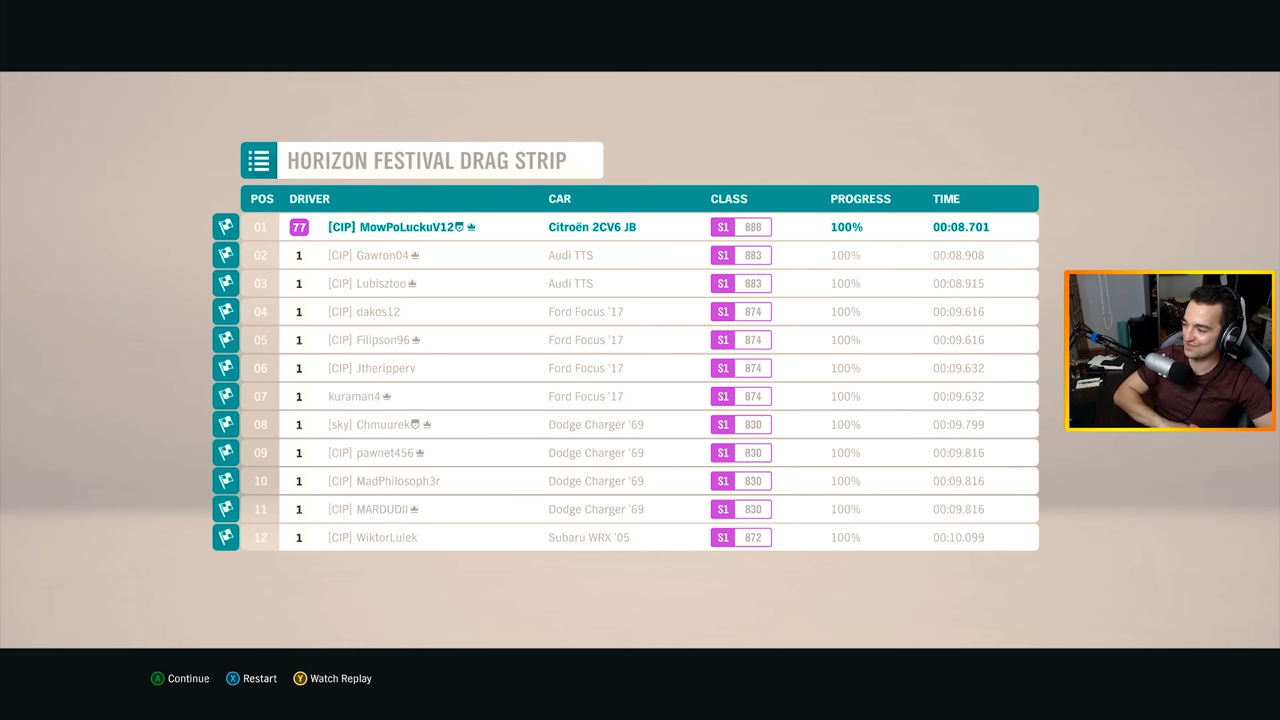 HORIZON FESTIVAL DRAG STRIP
POS DRIVER CAR CLASS PROGRESS TIME
01 77 [CIP] MowPoLuckuV12 Citroën 2CV6 JB S1 888 100% 00:08.701
02 1 [CIP] Gawron04 Audi TTS S1 883 100% 00:08.908
03 1 [CIP] Lubisztoo Audi TTS S1 883 100% 00:08.915
04 1 [CIP] dakos12 Ford Focus '17 S1 874 100% 00:09.616
05 1 [CIP] Filipson96 Ford Focus '17 S1 874 100% 00:09.616
06 1 [CIP] Jtheripperv Ford Focus '17 S1 874 100% 00:09.632
07 1 kuraman4 Ford Focus '17 S1 874 100% 00:09.632
08 1 [sky] Chmuurek Dodge Charger '69 S1 830 100% 00:09.799
09 1 [CIP] pawnet456 Dodge Charger '69 S1 830 100% 00:09.816
10 1 [CIP] MadPhilosoph3r Dodge Charger '69 S1 830 100% 00:09.816
11 1 [CIP] MARDUDII Dodge Charger '69 S1 830 100% 00:09.816
12 1 [CIP] WiktorLulek Subaru WRX '05 S1 872 100% 00:10.099
A Continue X Restart Y Watch Replay